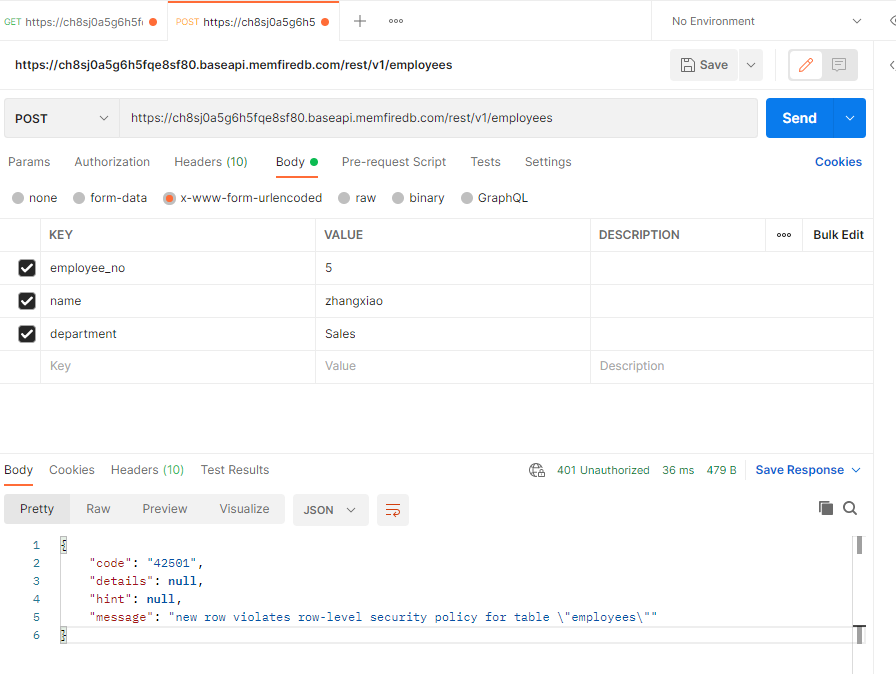 GET https://ch8sj0a5g6h5f
POST https://ch8sj0a5g6h5
No Environment
https://ch8sj0a5g6h5fqe8sf80.baseapi.memfiredb.com/rest/v1/employees
Save
POST https://ch8sj0a5g6h5fqe8sf80.baseapi.memfiredb.com/rest/v1/employees Send
Params Authorization Headers (10) Body Pre-request Script Tests Settings Cookies
none form-data x-www-form-urlencoded raw binary GraphQL
KEY VALUE DESCRIPTION Bulk Edit
employee_no 5
name zhangxiao
department Sales
Key Value Description
Body Cookies Headers (10) Test Results 401 Unauthorized 36 ms 479 B Save Response
Pretty Raw Preview Visualize JSON
1 {
2 "code": "42501",
3 "details": null,
4 "hint": null,
5 "message": "new row violates row-level security policy for table \"employees\""
6 }